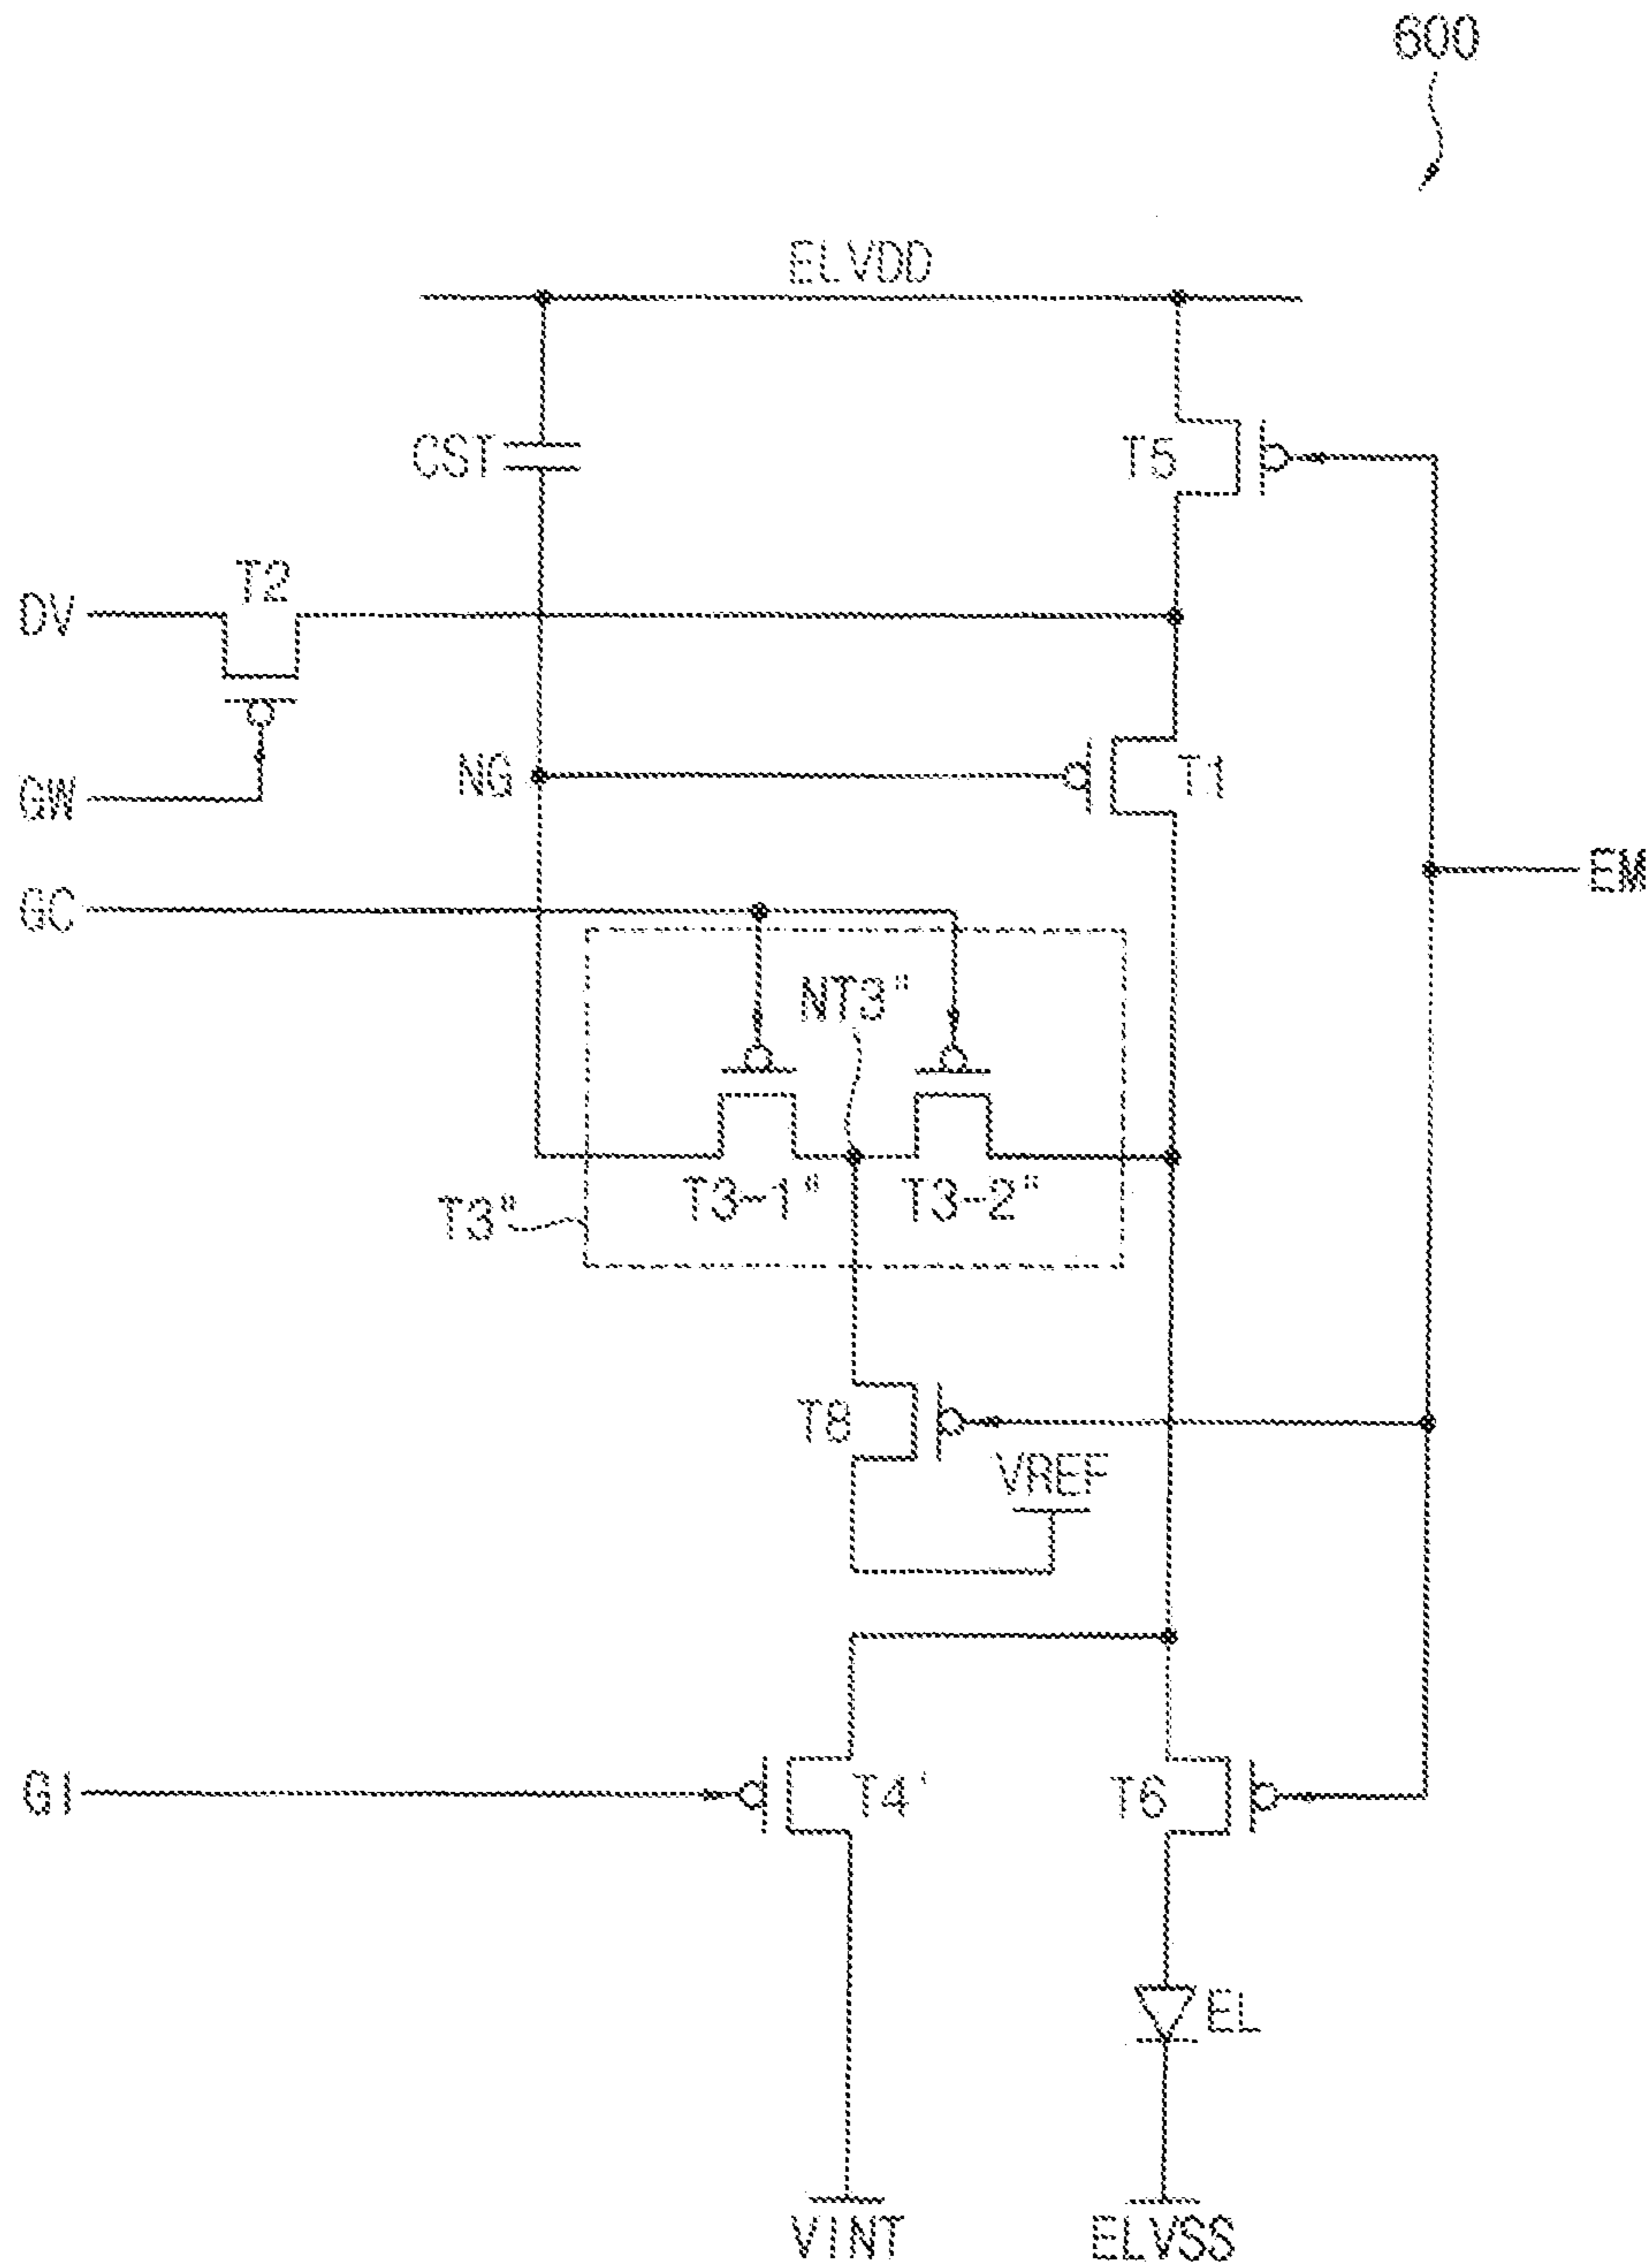 600
ELVDD
CST
T5
T2
DV
NG
T1
GW
EM
GC
NT3"
T3-1"
T3-2"
T3"
T8
VREF
GI
T4'
T6
EL
VINT
ELVSS